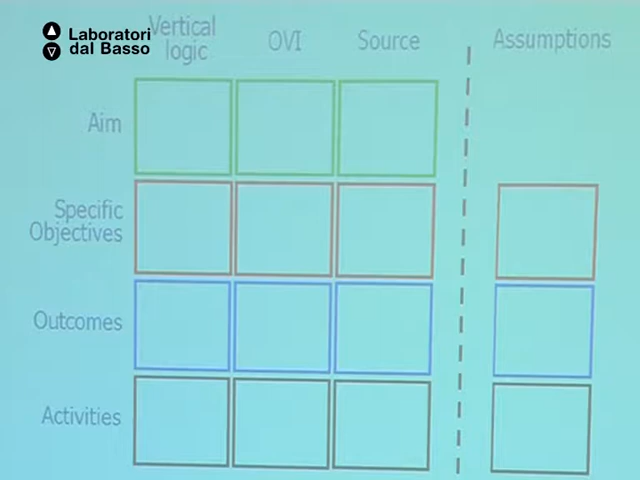 Laboratori
dal Basso
Vertical
logic
OVI
Source
Assumptions
Aim
Specific
Objectives
Outcomes
Activities